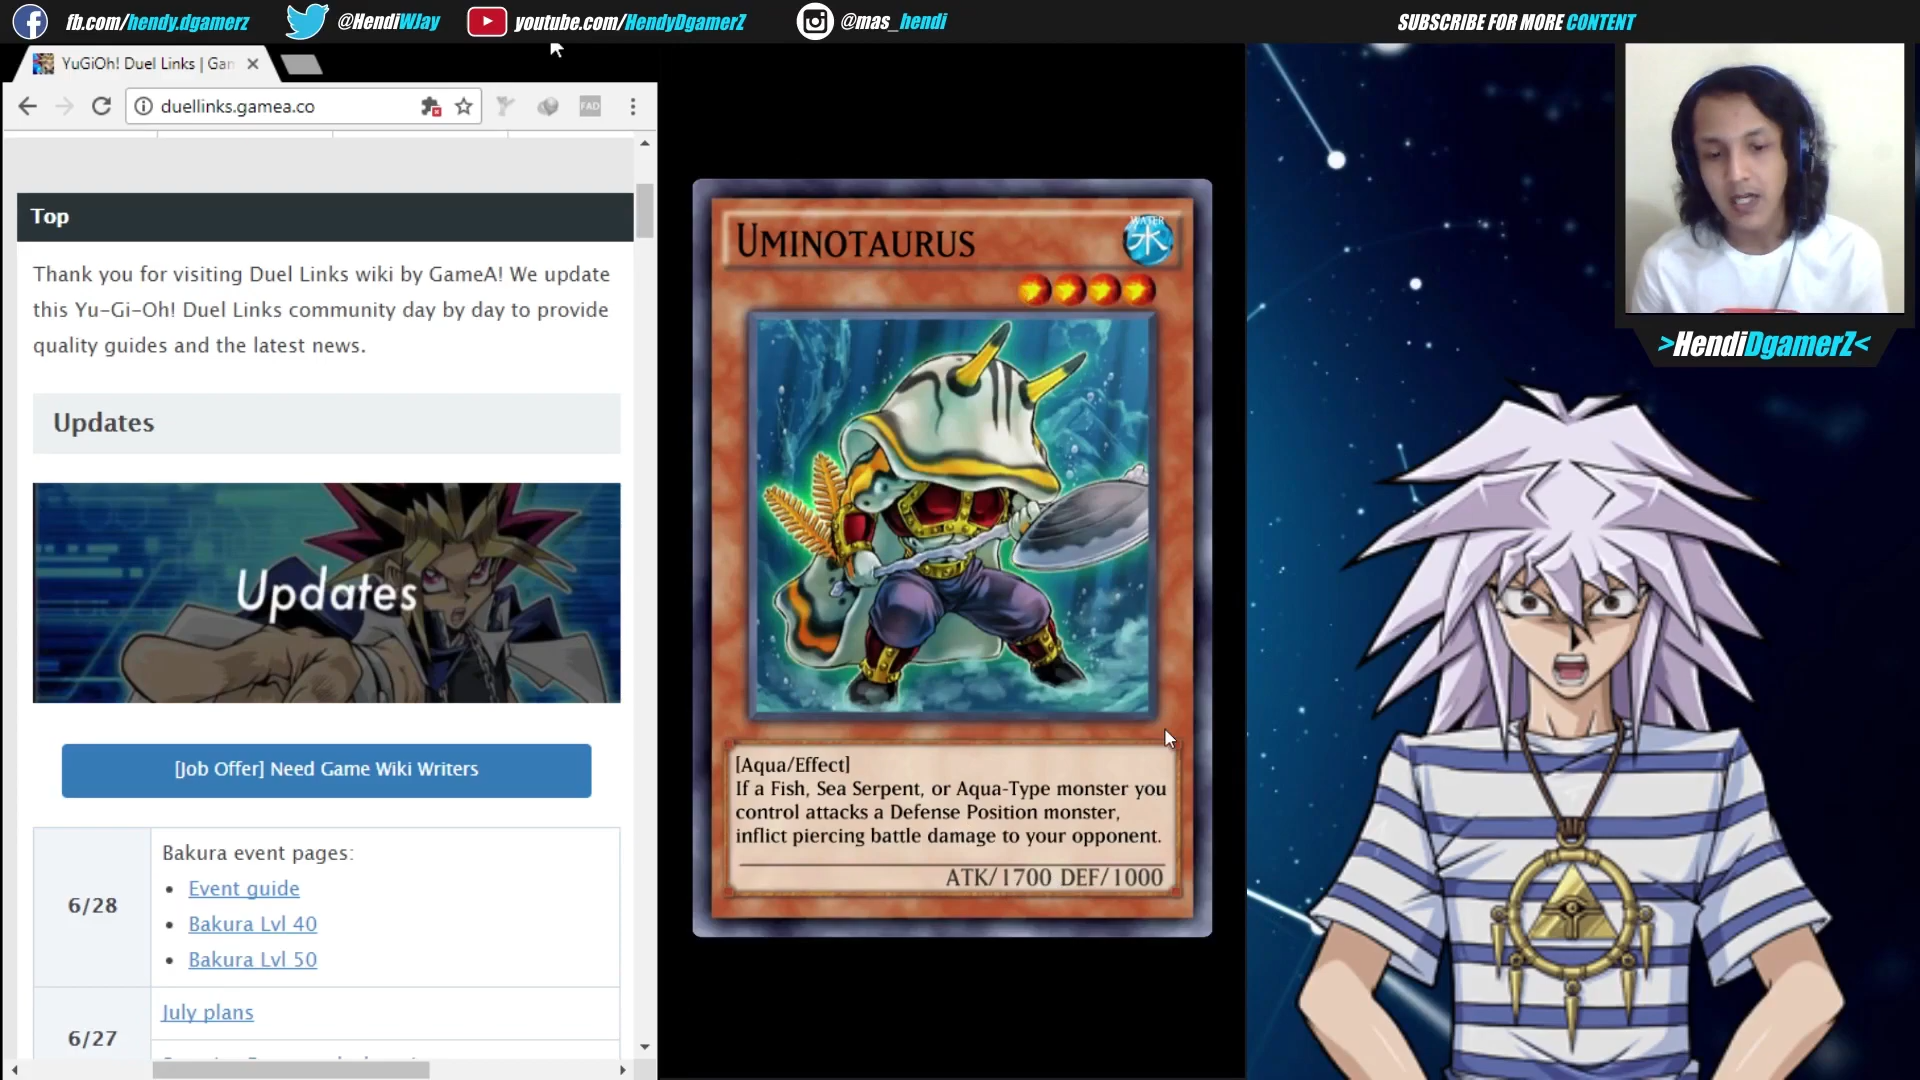 fb.com/hendy.dgamerz
@HendiWJay
youtube.com/HendyDgamerZ
@mas_hendi
SUBSCRIBE FOR MORE CONTENT
YuGiOh! Duel Links | Gam
duellinks.gamea.co
FAD
Top
Thank you for visiting Duel Links wiki by GameA! We update
this Yu-Gi-Oh! Duel Links community day by day to provide
quality guides and the latest news.
Updates
Updates
[Job Offer] Need Game Wiki Writers
6/28
Bakura event pages:
Event guide
Bakura Lvl 40
Bakura Lvl 50
6/27
July plans
UMINOTAURUS
WATER
水
[Aqua/Effect]
If a Fish, Sea Serpent, or Aqua-Type monster you
control attacks a Defense Position monster,
inflict piercing battle damage to your opponent.
ATK/1700 DEF/1000
>HendiDgamerZ<